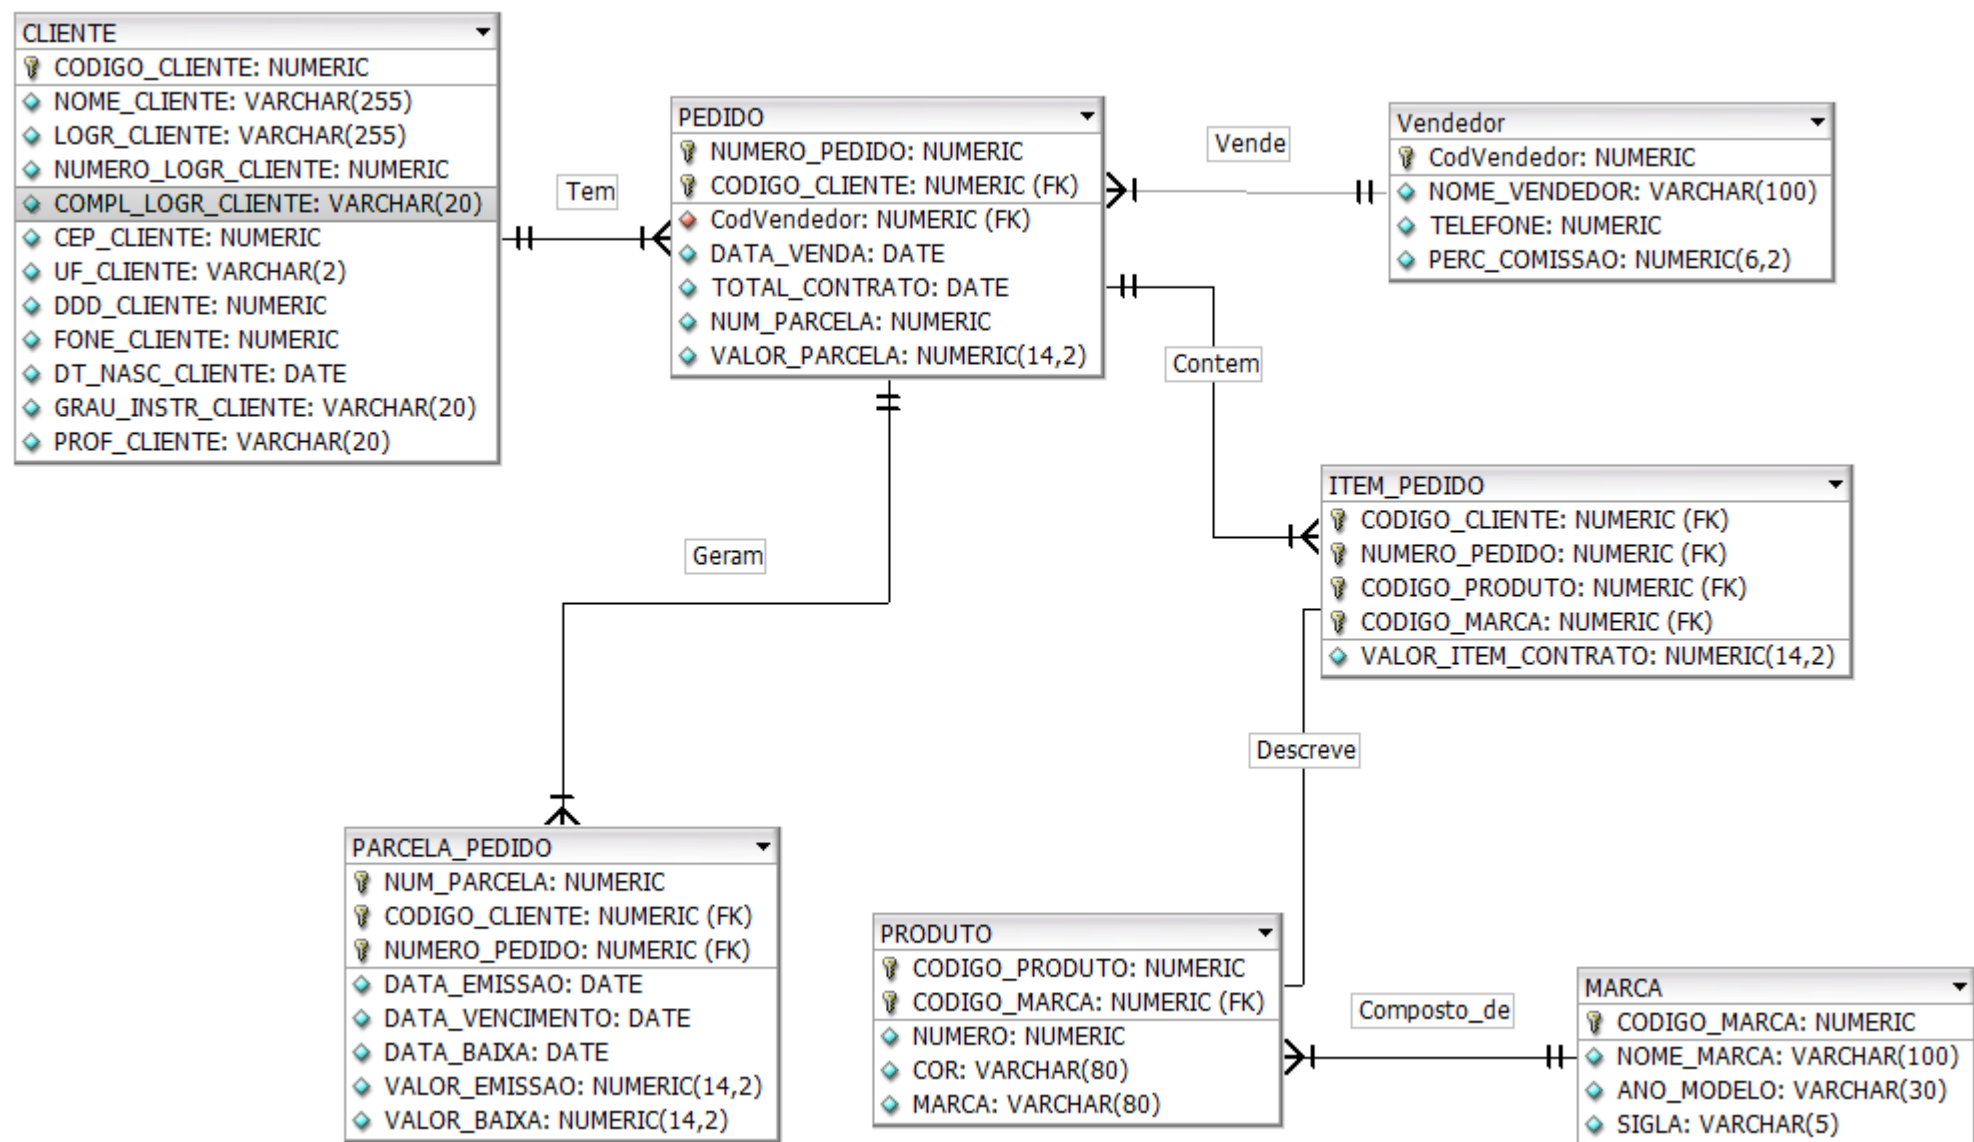 CLIENTE
CODIGO_CLIENTE: NUMERIC
NOME_CLIENTE: VARCHAR(255)
LOGR_CLIENTE: VARCHAR(255)
NUMERO_LOGR_CLIENTE: NUMERIC
COMPL_LOGR_CLIENTE: VARCHAR(20)
CEP_CLIENTE: NUMERIC
UF_CLIENTE: VARCHAR(2)
DDD_CLIENTE: NUMERIC
FONE_CLIENTE: NUMERIC
DT_NASC_CLIENTE: DATE
GRAU_INSTR_CLIENTE: VARCHAR(20)
PROF_CLIENTE: VARCHAR(20)
Tem
PEDIDO
NUMERO_PEDIDO: NUMERIC
CODIGO_CLIENTE: NUMERIC (FK)
CodVendedor: NUMERIC (FK)
DATA_VENDA: DATE
TOTAL_CONTRATO: DATE
NUM_PARCELA: NUMERIC
VALOR_PARCELA: NUMERIC(14,2)
Vende
Vendedor
CodVendedor: NUMERIC
NOME_VENDEDOR: VARCHAR(100)
TELEFONE: NUMERIC
PERC_COMISSAO: NUMERIC(6,2)
Contem
ITEM_PEDIDO
CODIGO_CLIENTE: NUMERIC (FK)
NUMERO_PEDIDO: NUMERIC (FK)
CODIGO_PRODUTO: NUMERIC (FK)
CODIGO_MARCA: NUMERIC (FK)
VALOR_ITEM_CONTRATO: NUMERIC(14,2)
Geram
Descreve
PARCELA_PEDIDO
NUM_PARCELA: NUMERIC
CODIGO_CLIENTE: NUMERIC (FK)
NUMERO_PEDIDO: NUMERIC (FK)
DATA_EMISSAO: DATE
DATA_VENCIMENTO: DATE
DATA_BAIXA: DATE
VALOR_EMISSAO: NUMERIC(14,2)
VALOR_BAIXA: NUMERIC(14,2)
PRODUTO
CODIGO_PRODUTO: NUMERIC
CODIGO_MARCA: NUMERIC (FK)
NUMERO: NUMERIC
COR: VARCHAR(80)
MARCA: VARCHAR(80)
Composto_de
MARCA
CODIGO_MARCA: NUMERIC
NOME_MARCA: VARCHAR(100)
ANO_MODELO: VARCHAR(30)
SIGLA: VARCHAR(5)